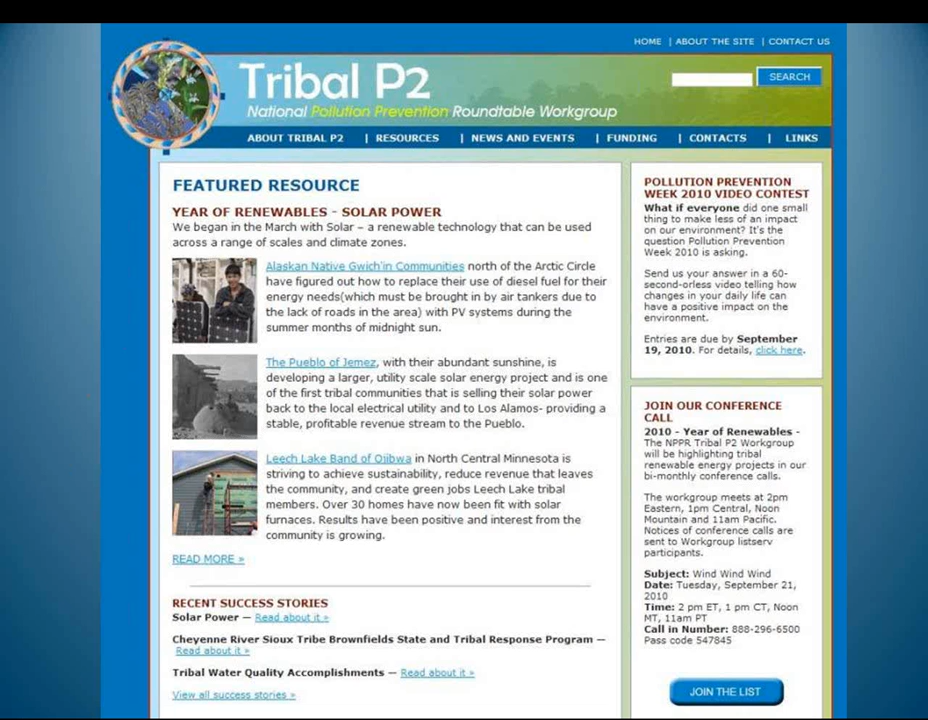 HOME | ABOUT THE SITE | CONTACT US
Tribal P2
National Pollution Prevention Roundtable Workgroup
SEARCH
ABOUT TRIBAL P2 | RESOURCES | NEWS AND EVENTS | FUNDING | CONTACTS | LINKS
FEATURED RESOURCE
YEAR OF RENEWABLES - SOLAR POWER
We began in the March with Solar – a renewable technology that can be used
across a range of scales and climate zones.
Alaskan Native Gwich'in Communities north of the Arctic Circle
have figured out how to replace their use of diesel fuel for their
energy needs(which must be brought in by air tankers due to
the lack of roads in the area) with PV systems during the
summer months of midnight sun.
The Pueblo of Jemez, with their abundant sunshine, is
developing a larger, utility scale solar energy project and is one
of the first tribal communities that is selling their solar power
back to the local electrical utility and to Los Alamos- providing a
stable, profitable revenue stream to the Pueblo.
Leech Lake Band of Ojibwa in North Central Minnesota is
striving to achieve sustainability, reduce revenue that leaves
the community, and create green jobs Leech Lake tribal
members. Over 30 homes have now been fit with solar
furnaces. Results have been positive and interest from the
community is growing.
READ MORE »
RECENT SUCCESS STORIES
Solar Power — Read about it »
Cheyenne River Sioux Tribe Brownfields State and Tribal Response Program —
Read about it »
Tribal Water Quality Accomplishments — Read about it »
View all success stories »
POLLUTION PREVENTION
WEEK 2010 VIDEO CONTEST
What if everyone did one small
thing to make less of an impact
on our environment? It's the
question Pollution Prevention
Week 2010 is asking.
Send us your answer in a 60-
second-orless video telling how
changes in your daily life can
have a positive impact on the
environment.
Entries are due by September
19, 2010. For details, click here.
JOIN OUR CONFERENCE
CALL
2010 - Year of Renewables -
The NPPR Tribal P2 Workgroup
will be highlighting tribal
renewable energy projects in our
bi-monthly conference calls.
The workgroup meets at 2pm
Eastern, 1pm Central, Noon
Mountain and 11am Pacific.
Notices of conference calls are
sent to Workgroup listserv
participants.
Subject: Wind Wind Wind
Date: Tuesday, September 21,
2010
Time: 2 pm ET, 1 pm CT, Noon
MT, 11am PT
Call in Number: 888-296-6500
Pass code 547845
JOIN THE LIST